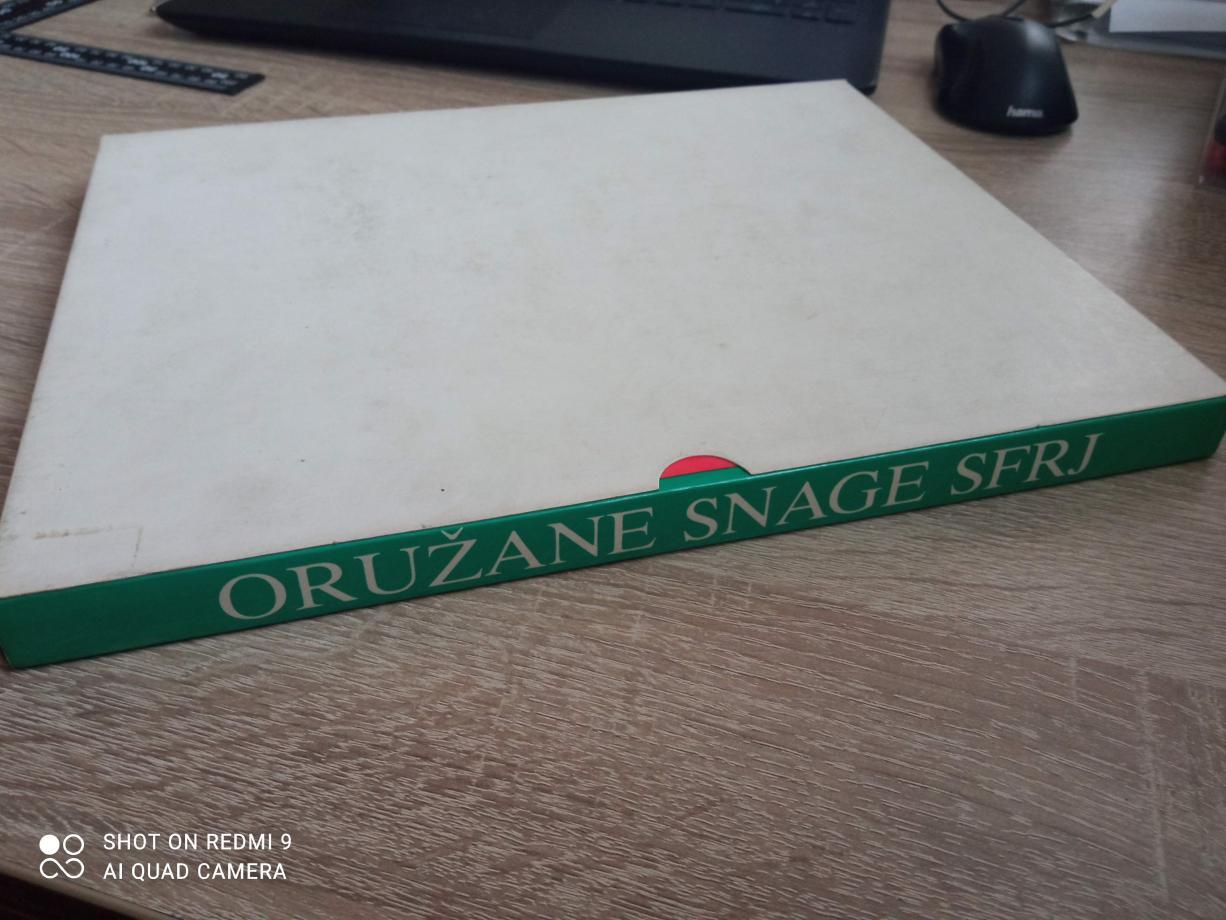 hama
ORUŽANE SNAGE SFRJ
SHOT ON REDMI 9
AI QUAD CAMERA